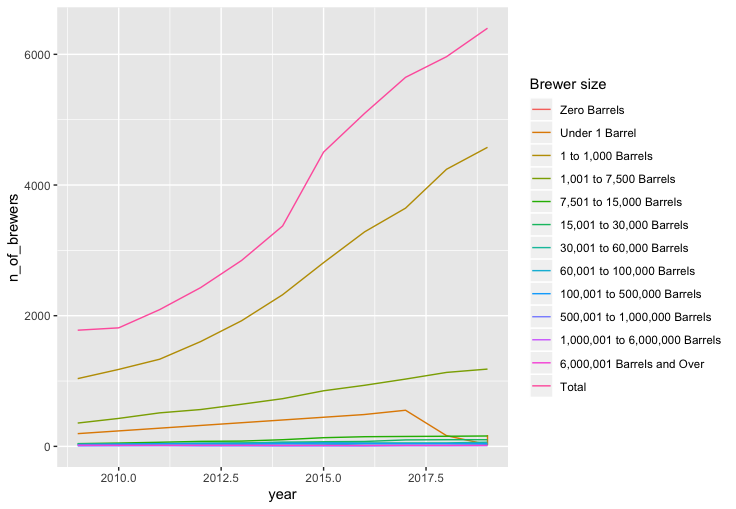 6000
4000
2000
0
n_of_brewers
2010.0
2012.5
2015.0
2017.5
year
Brewer size
Zero Barrels
Under 1 Barrel
1 to 1,000 Barrels
1,001 to 7,500 Barrels
7,501 to 15,000 Barrels
15,001 to 30,000 Barrels
30,001 to 60,000 Barrels
60,001 to 100,000 Barrels
100,001 to 500,000 Barrels
500,001 to 1,000,000 Barrels
1,000,001 to 6,000,000 Barrels
6,000,001 Barrels and Over
Total